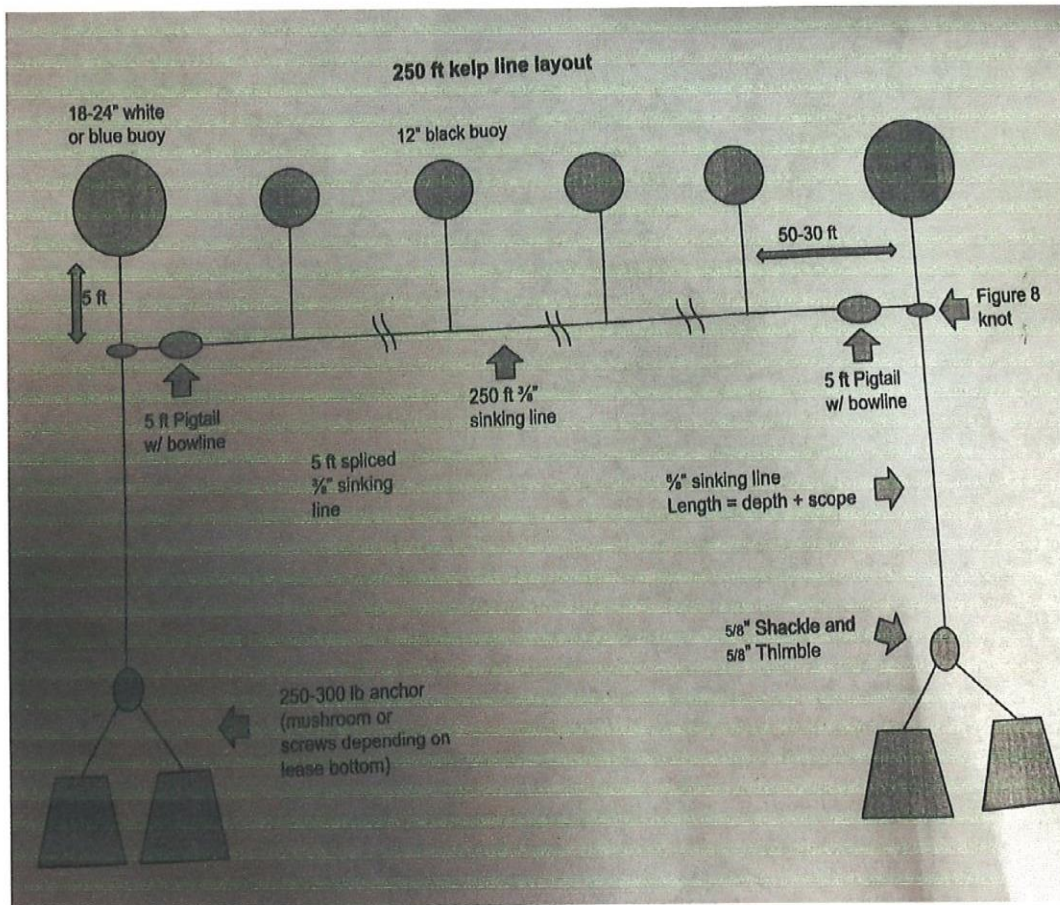 250 ft kelp line layout
18-24" white
or blue buoy
12" black buoy
50-30 ft
5 ft
Figure 8
knot
5 ft Pigtail
w/ bowline
250 ft ⅜"
sinking line
5 ft Pigtail
w/ bowline
5 ft spliced
⅜" sinking
line
⅝" sinking line
Length = depth + scope
5/8" Shackle and
5/8" Thimble
250-300 lb anchor
(mushroom or
screws depending on
lease bottom)